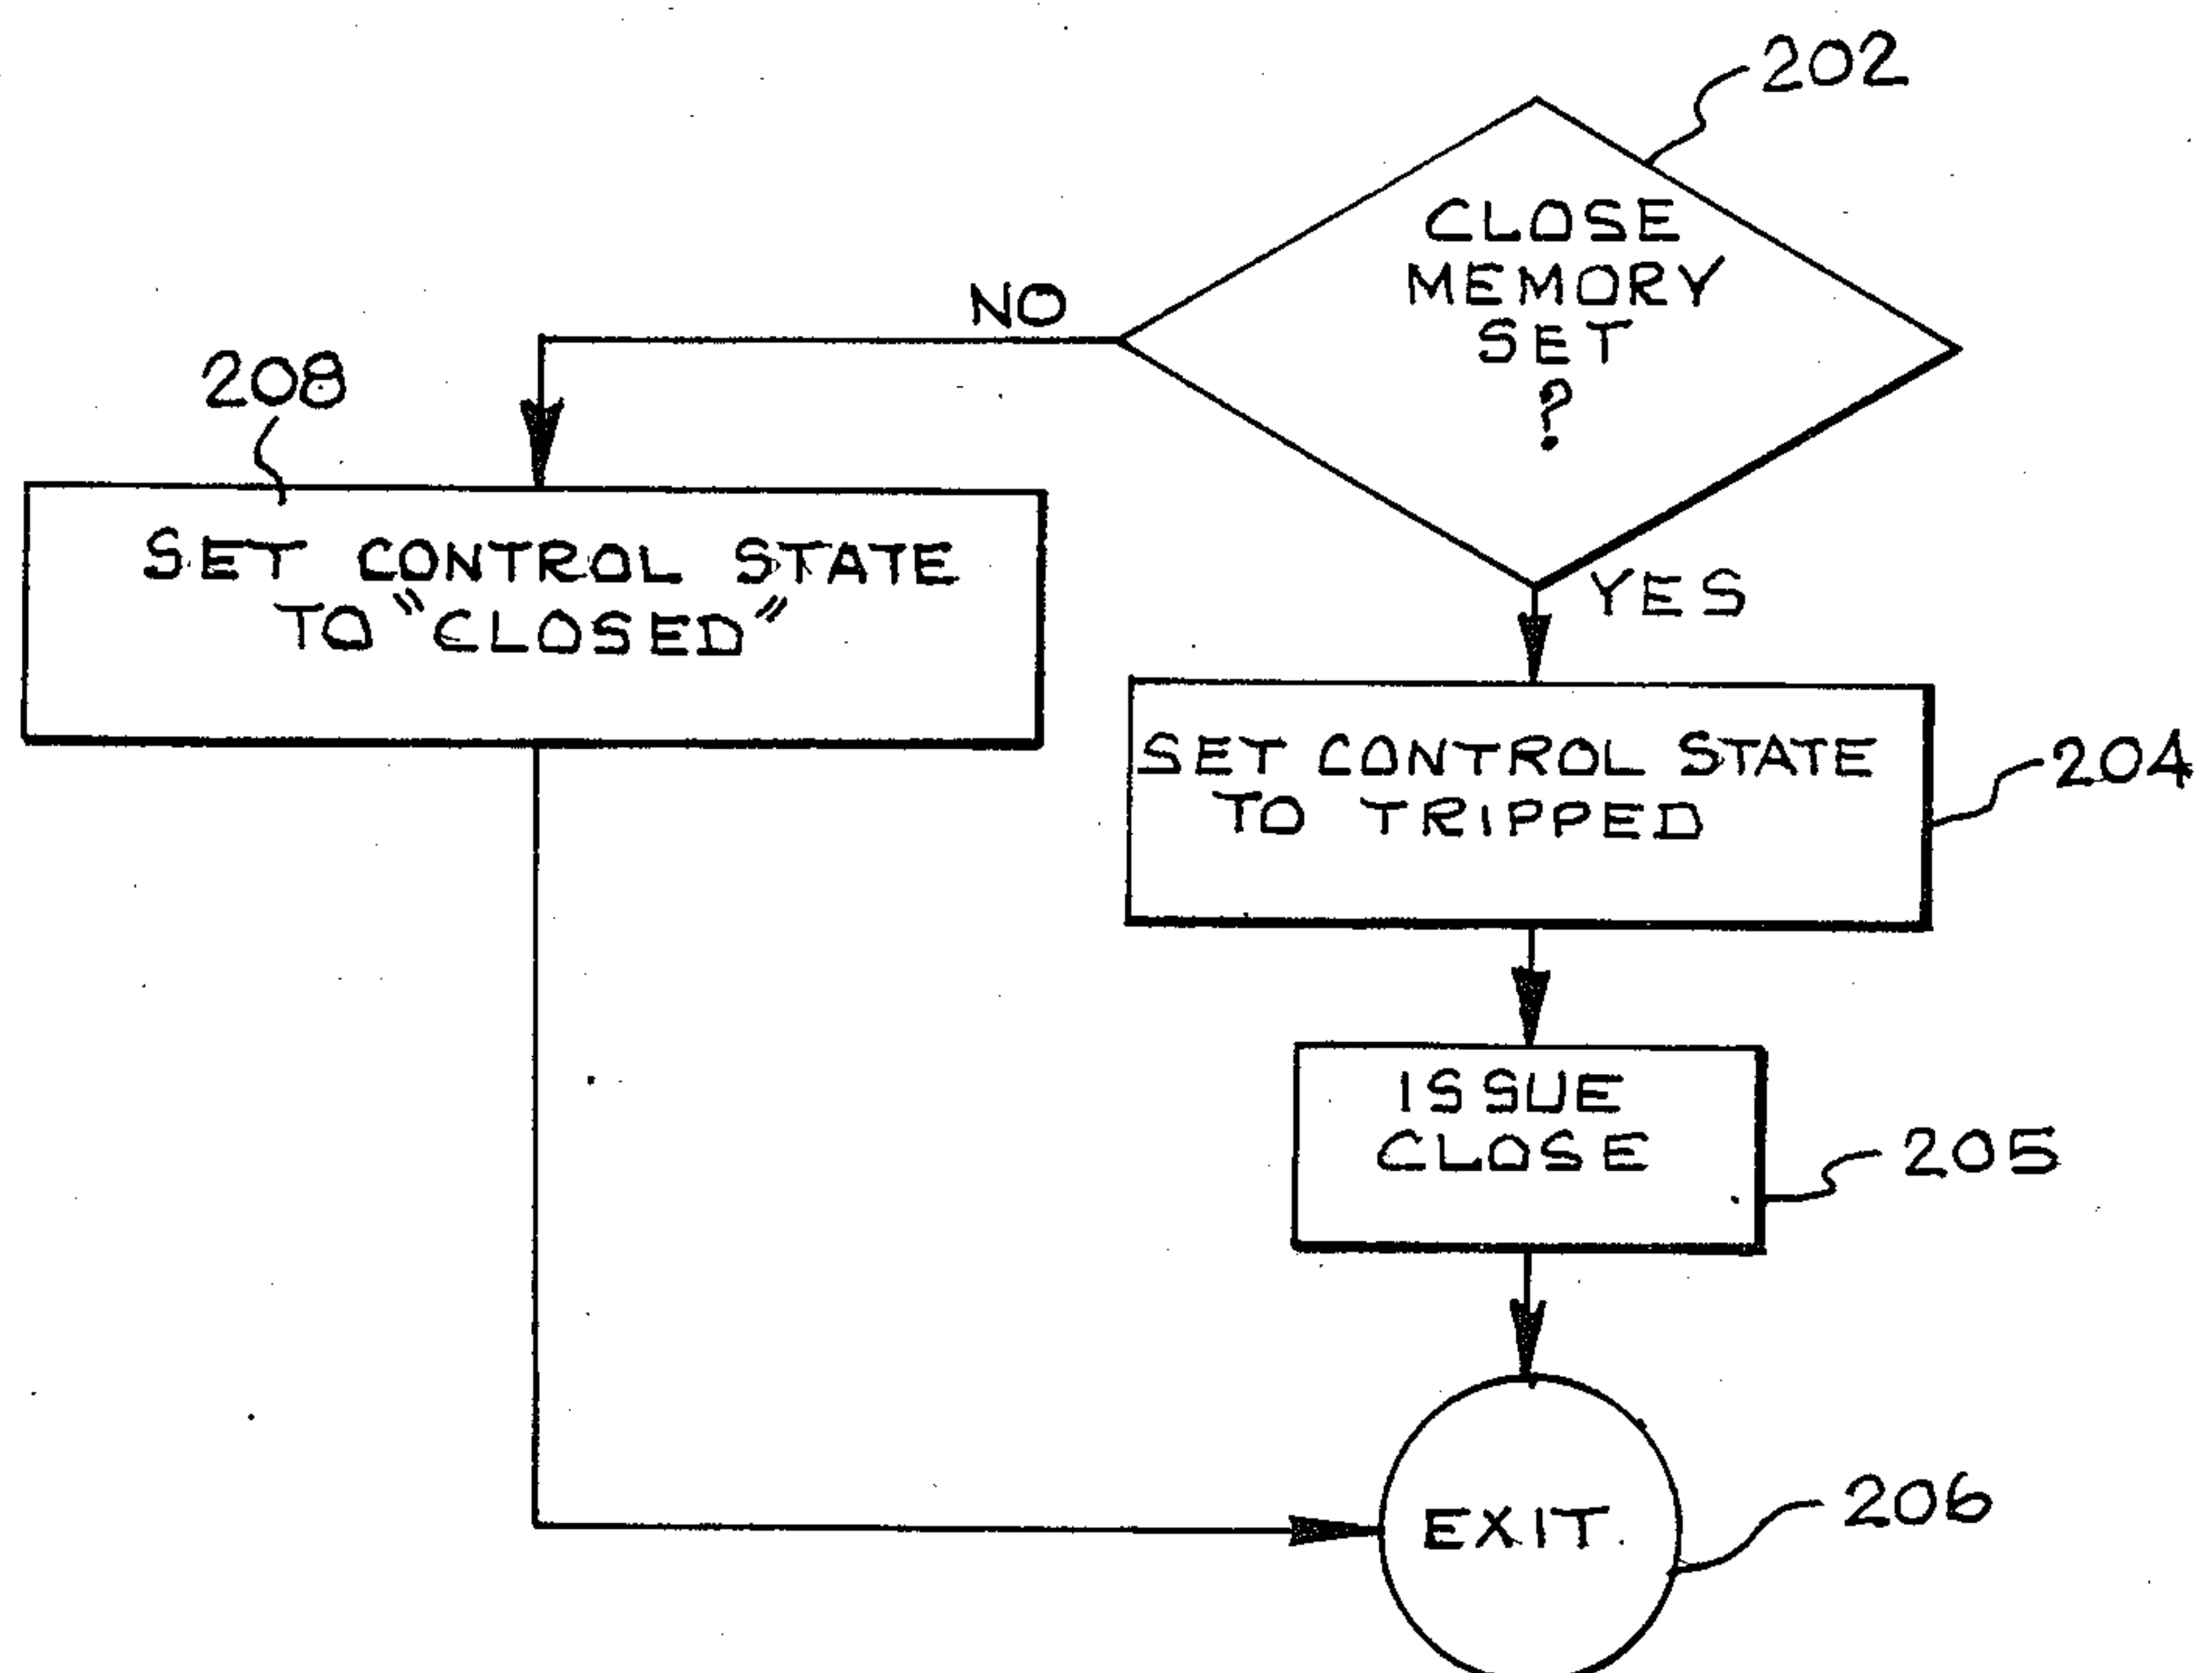 202
CLOSE
MEMORY
SET
?
NO
YES
208
SET CONTROL STATE
TO "CLOSED"
SET CONTROL STATE
TO TRIPPED
204
ISSUE
CLOSE
205
EXIT.
206